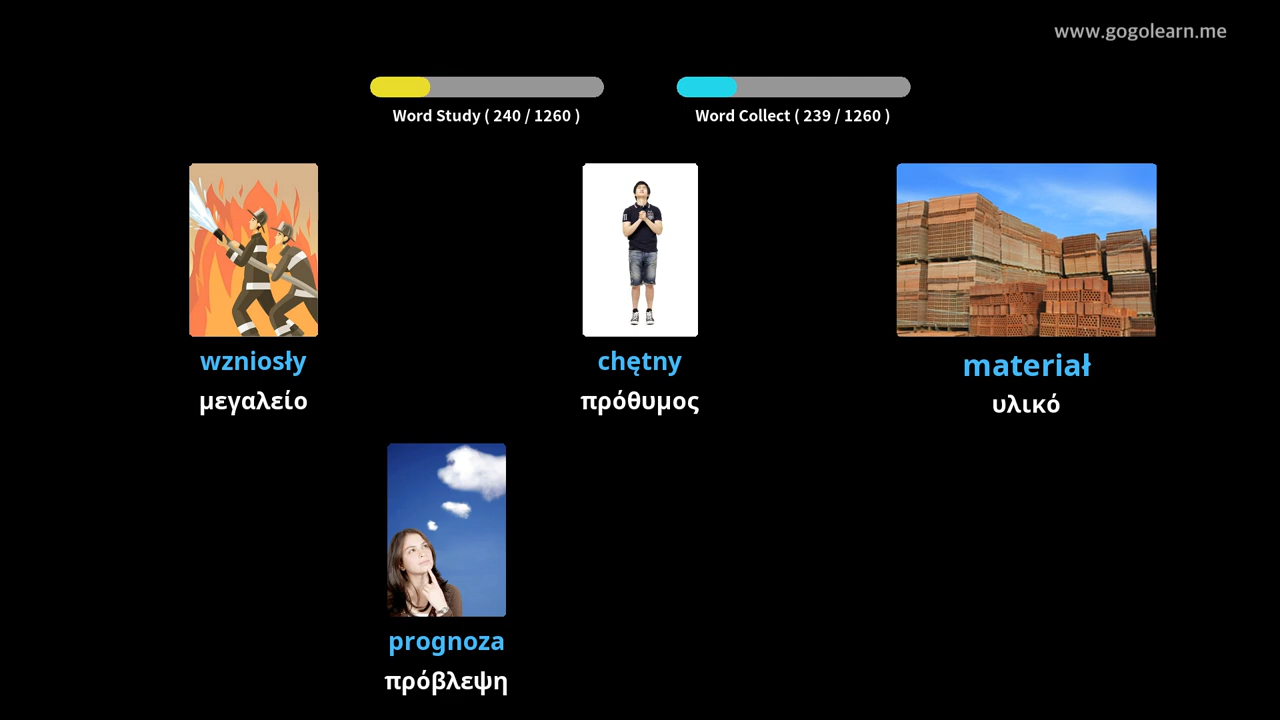 www.gogolearn.me
Word Study ( 240 / 1260 )
Word Collect ( 239 / 1260 )
wzniosły
μεγαλείο
chętny
πρόθυμος
materiał
υλικό
prognoza
πρόβλεψη